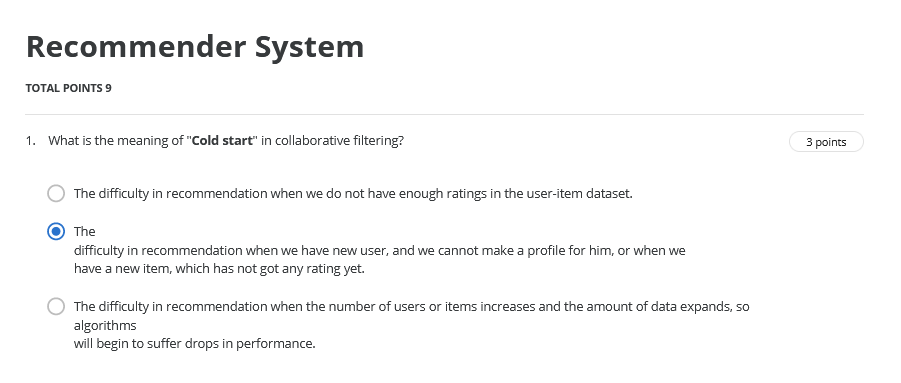 Recommender System
TOTAL POINTS 9
1. What is the meaning of "Cold start" in collaborative filtering?
3 points
The difficulty in recommendation when we do not have enough ratings in the user-item dataset.
The
difficulty in recommendation when we have new user, and we cannot make a profile for him, or when we
have a new item, which has not got any rating yet.
The difficulty in recommendation when the number of users or items increases and the amount of data expands, so
algorithms
will begin to suffer drops in performance.